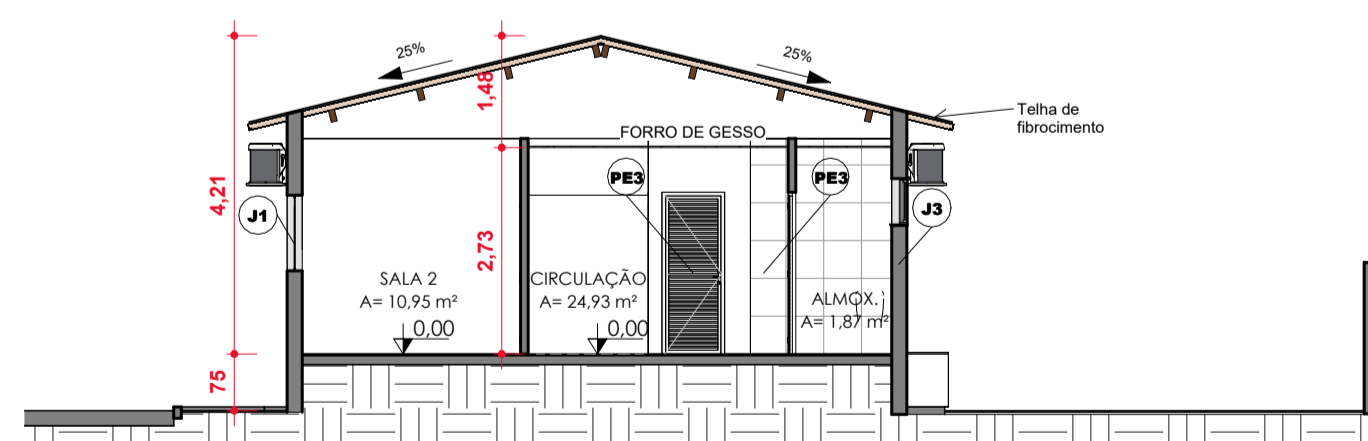 25%
25%
1,48
Telha de
fibrocimento
FORRO DE GESSO
4,21
PE3
PE3
J1
J3
2,73
SALA 2
A= 10,95 m²
CIRCULAÇÃO
A= 24,93 m²
ALMOX.
A= 1,87 m²
0,00
0,00
75